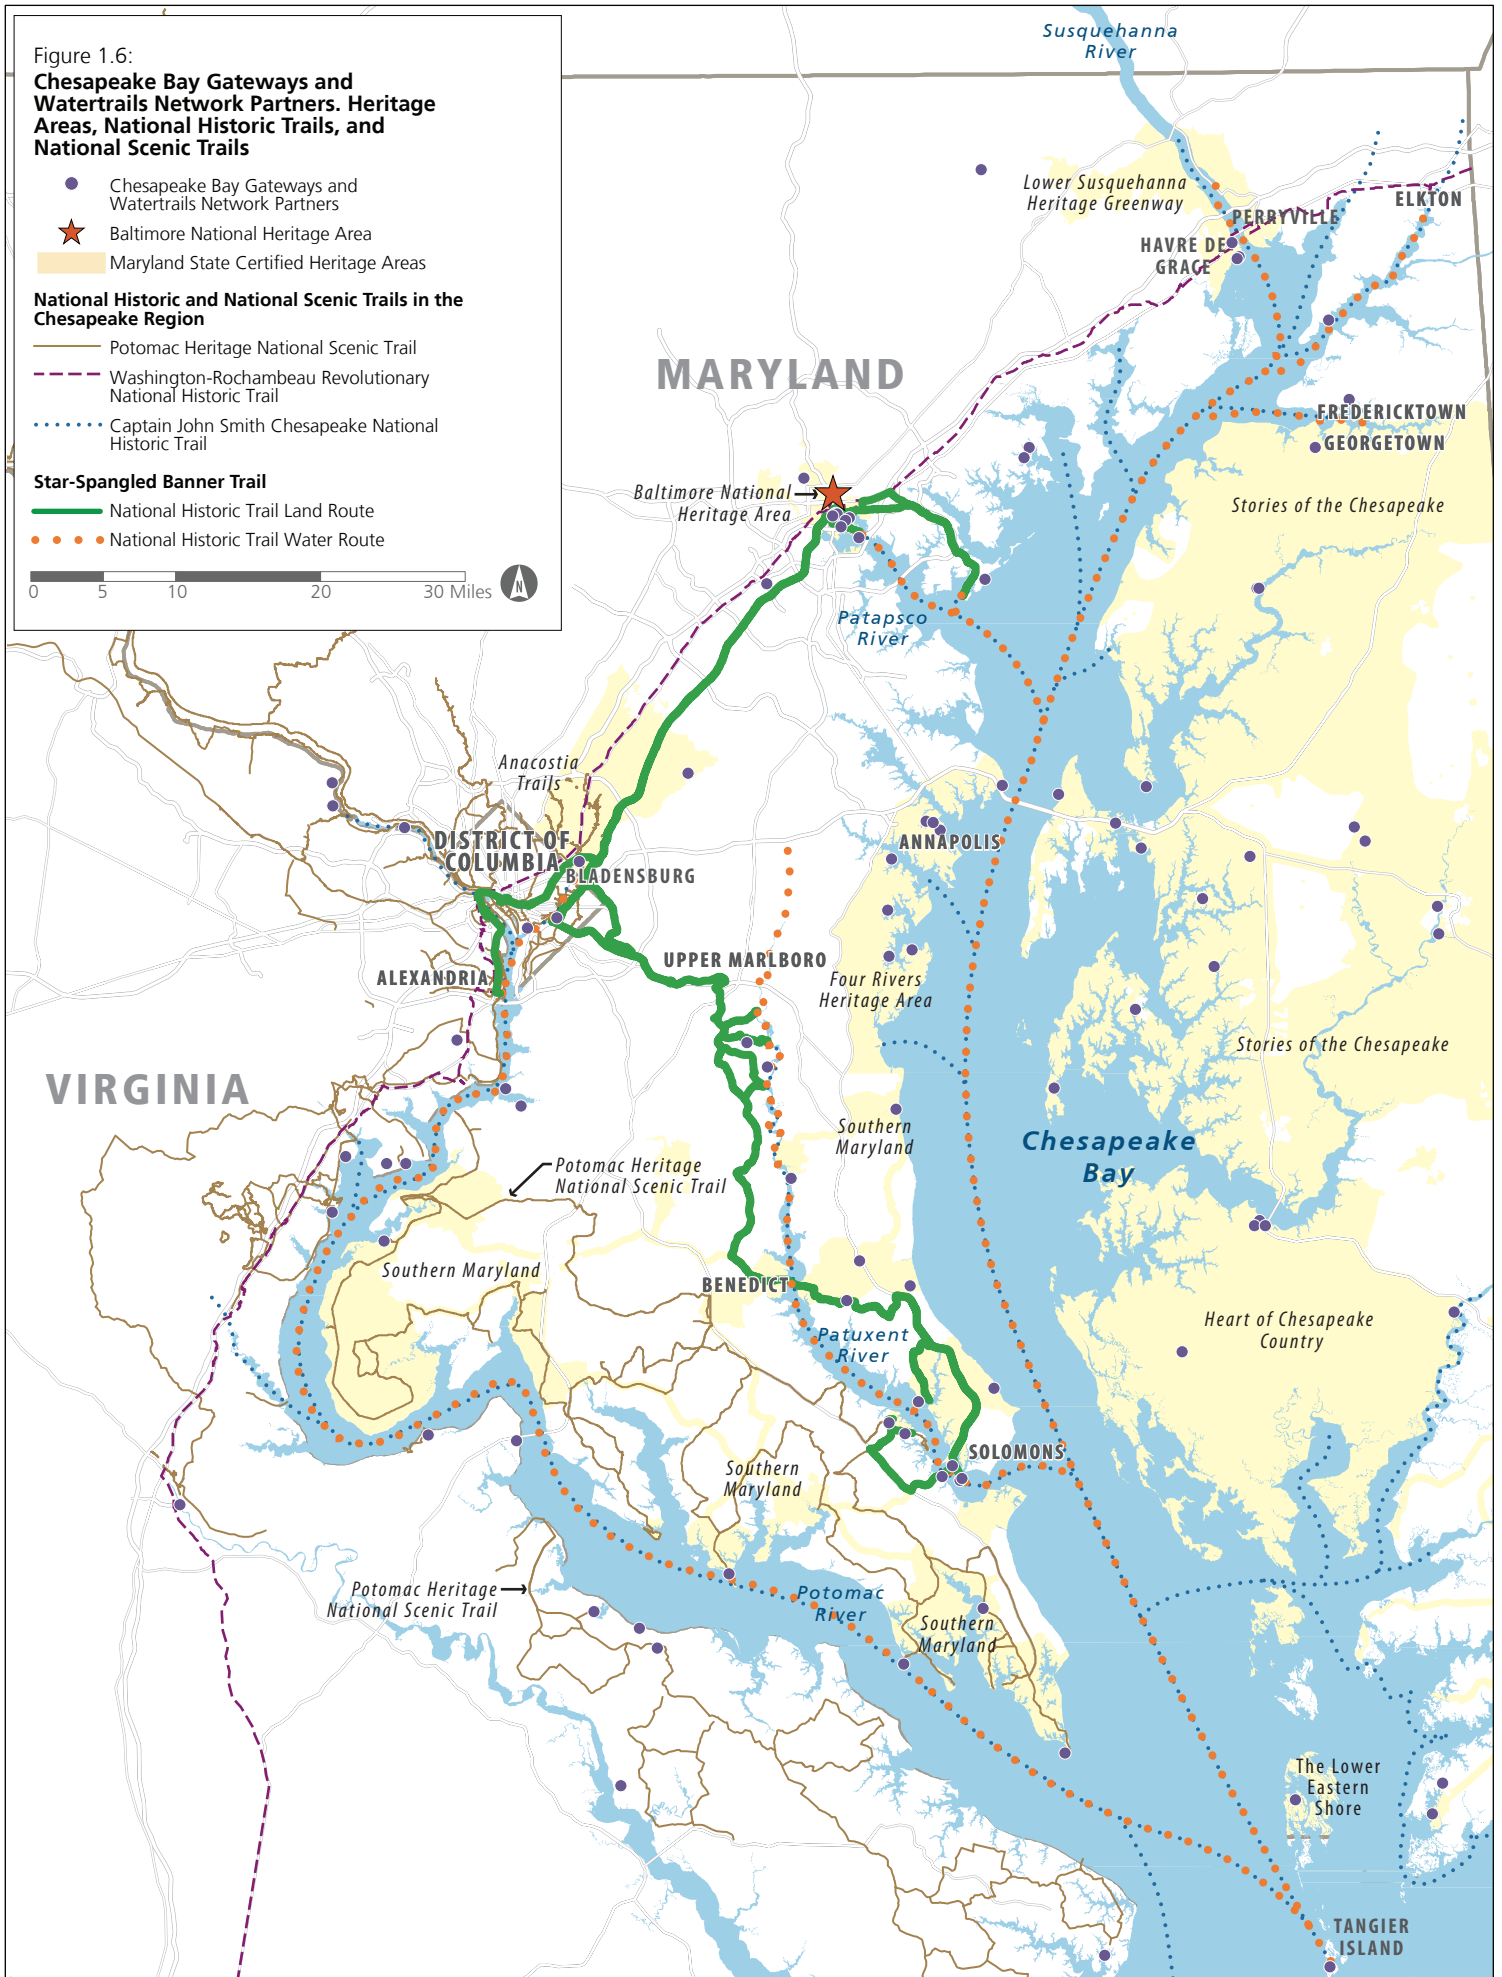 Figure 1.6:
Chesapeake Bay Gateways and
Watertrails Network Partners. Heritage
Areas, National Historic Trails, and
National Scenic Trails
Chesapeake Bay Gateways and
Watertrails Network Partners
Baltimore National Heritage Area
Maryland State Certified Heritage Areas
National Historic and National Scenic Trails in the
Chesapeake Region
Potomac Heritage National Scenic Trail
Washington-Rochambeau Revolutionary
National Historic Trail
Captain John Smith Chesapeake National
Historic Trail
Star-Spangled Banner Trail
National Historic Trail Land Route
National Historic Trail Water Route
0 5 10 20 30 Miles
N
Susquehanna
River
Lower Susquehanna
Heritage Greenway
PERRYVILLE
ELKTON
HAVRE DE
GRACE
MARYLAND
FREDERICKTOWN
GEORGETOWN
Baltimore National
Heritage Area
Stories of the Chesapeake
Patapsco
River
Anacostia
Trails
DISTRICT OF
COLUMBIA
BLADENSBURG
ANNAPOLIS
UPPER MARLBORO
ALEXANDRIA
Four Rivers
Heritage Area
Stories of the Chesapeake
VIRGINIA
Southern
Maryland
Chesapeake
Bay
Potomac Heritage
National Scenic Trail
Southern Maryland
BENEDICT
Patuxent
River
Heart of Chesapeake
Country
SOLOMONS
Southern
Maryland
Potomac Heritage
National Scenic Trail
Potomac
River
Southern
Maryland
The Lower
Eastern
Shore
TANGIER
ISLAND